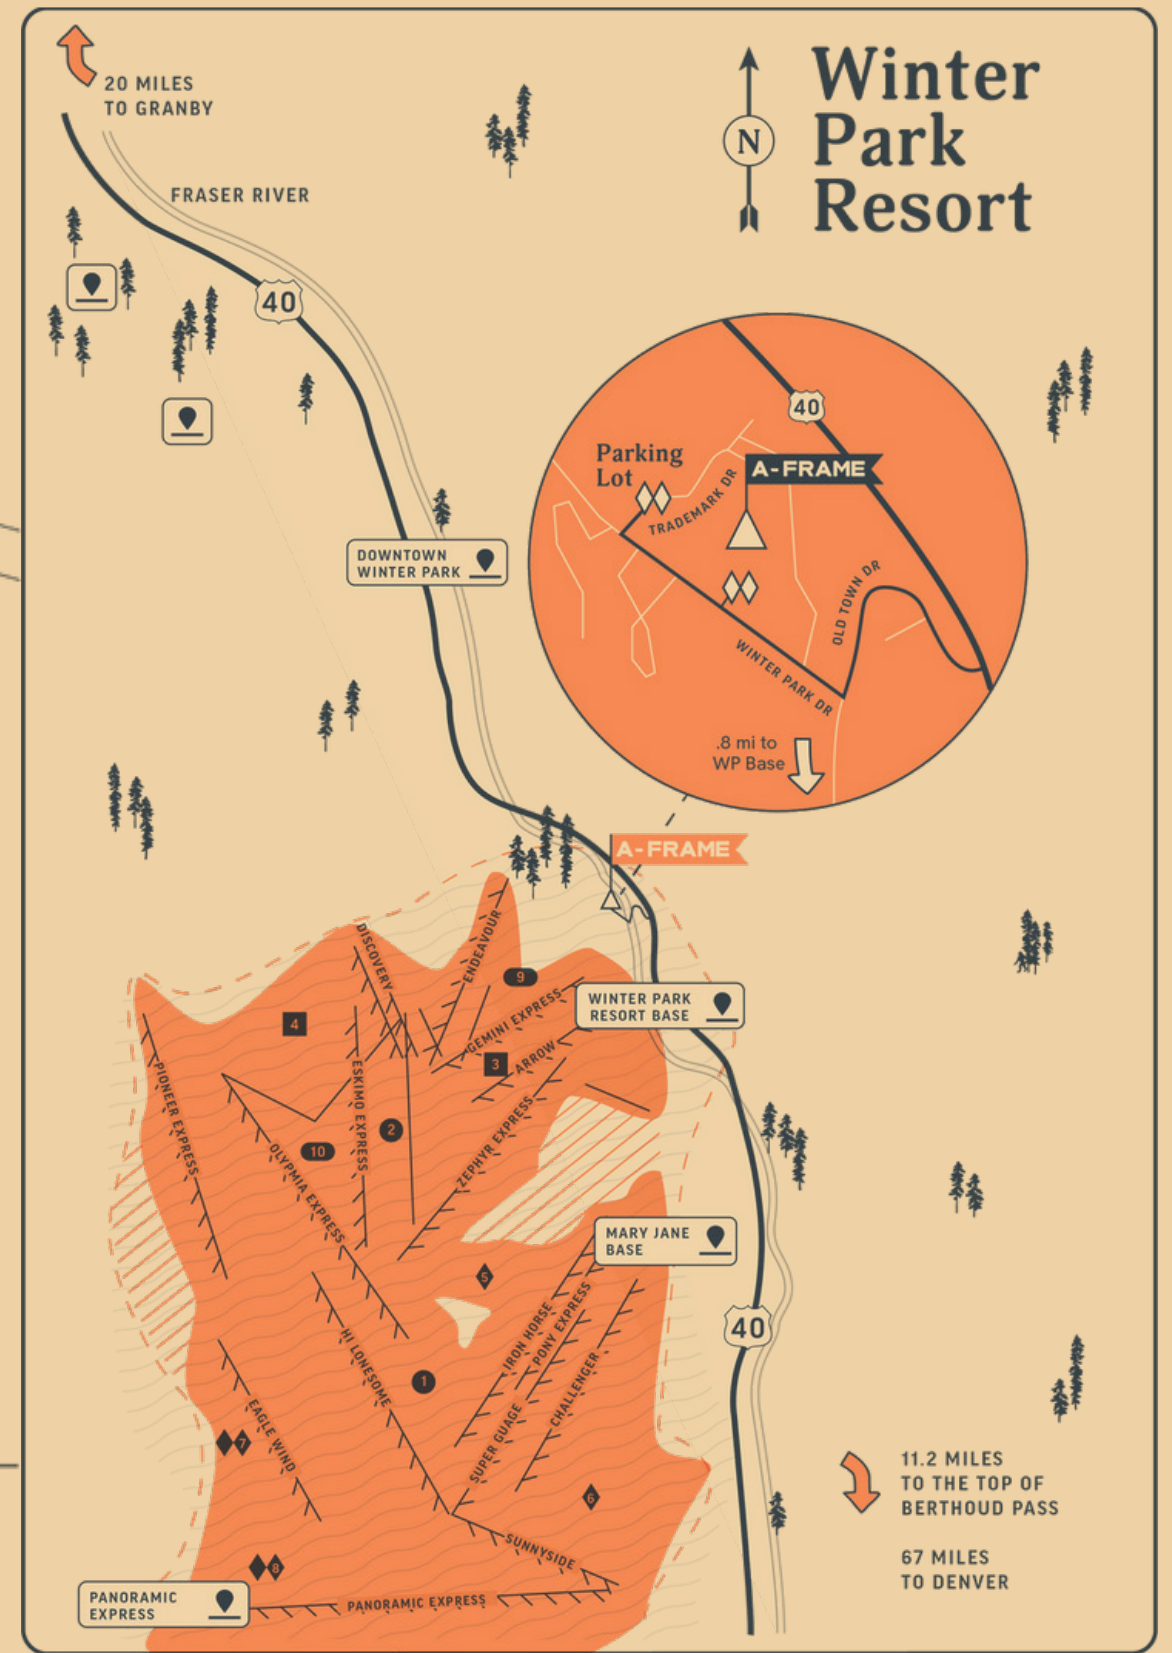 20 MILES
TO GRANBY
Winter
Park
Resort
N
FRASER RIVER
40
40
Parking
Lot
A-FRAME
TRADEMARK DR
OLD TOWN DR
WINTER PARK DR
.8 mi to
WP Base
DOWNTOWN
WINTER PARK
A-FRAME
DISCOVERY
ENDEAVOUR
9
WINTER PARK
RESORT BASE
4
GEMINI EXPRESS
3
ARROW
PIONEER EXPRESS
ESKIMO EXPRESS
2
10
OLYMPIA EXPRESS
ZEPHYR EXPRESS
MARY JANE
BASE
5
40
IRON HORSE
PONY EXPRESS
HI LONESOME
1
CHALLENGER
EAGLE WIND
7
SUPER GUAGE
6
11.2 MILES
TO THE TOP OF
BERTHOUD PASS
67 MILES
TO DENVER
SUNNYSIDE
8
PANORAMIC
EXPRESS
PANORAMIC EXPRESS